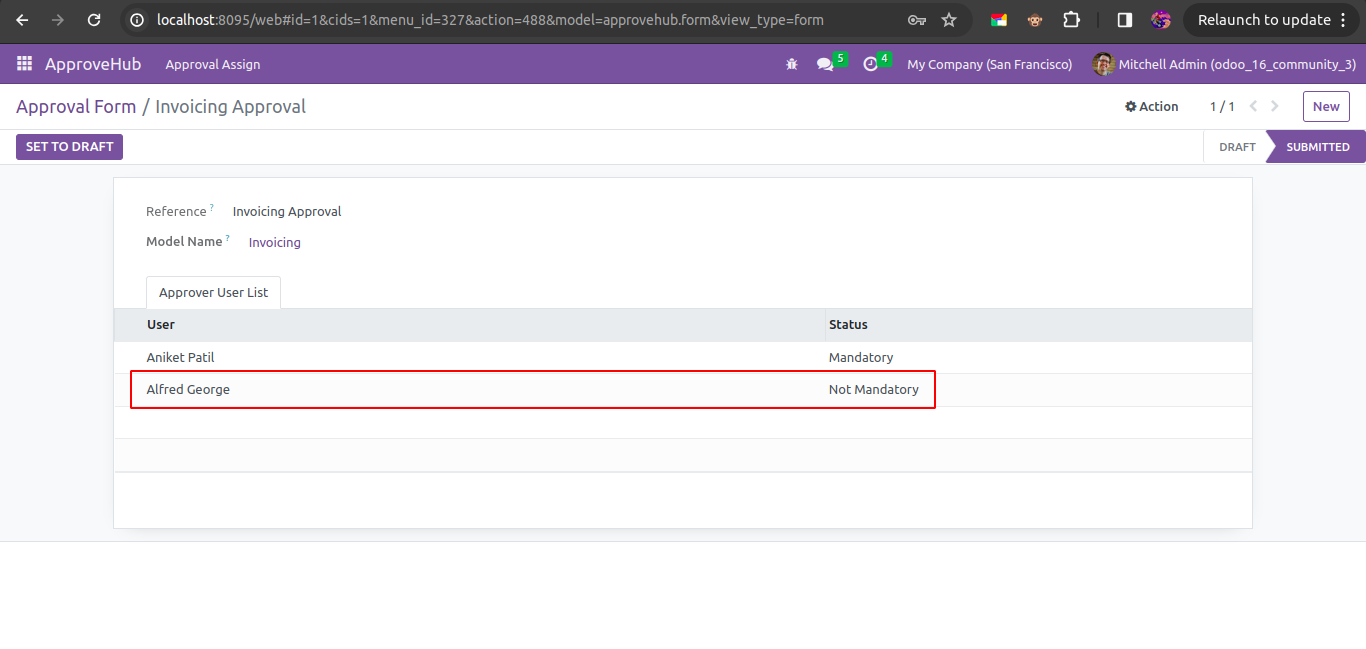 localhost:8095/web#id=1&cids=1&menu_id=327&action=488&model=approvehub.form&view_type=form
Relaunch to update
ApproveHub Approval Assign 5 4 My Company (San Francisco) Mitchell Admin (odoo_16_community_3)
Approval Form / Invoicing Approval Action 1 / 1 New
SET TO DRAFT DRAFT SUBMITTED
Reference ? Invoicing Approval
Model Name ? Invoicing
Approver User List
User Status
Aniket Patil Mandatory
Alfred George Not Mandatory